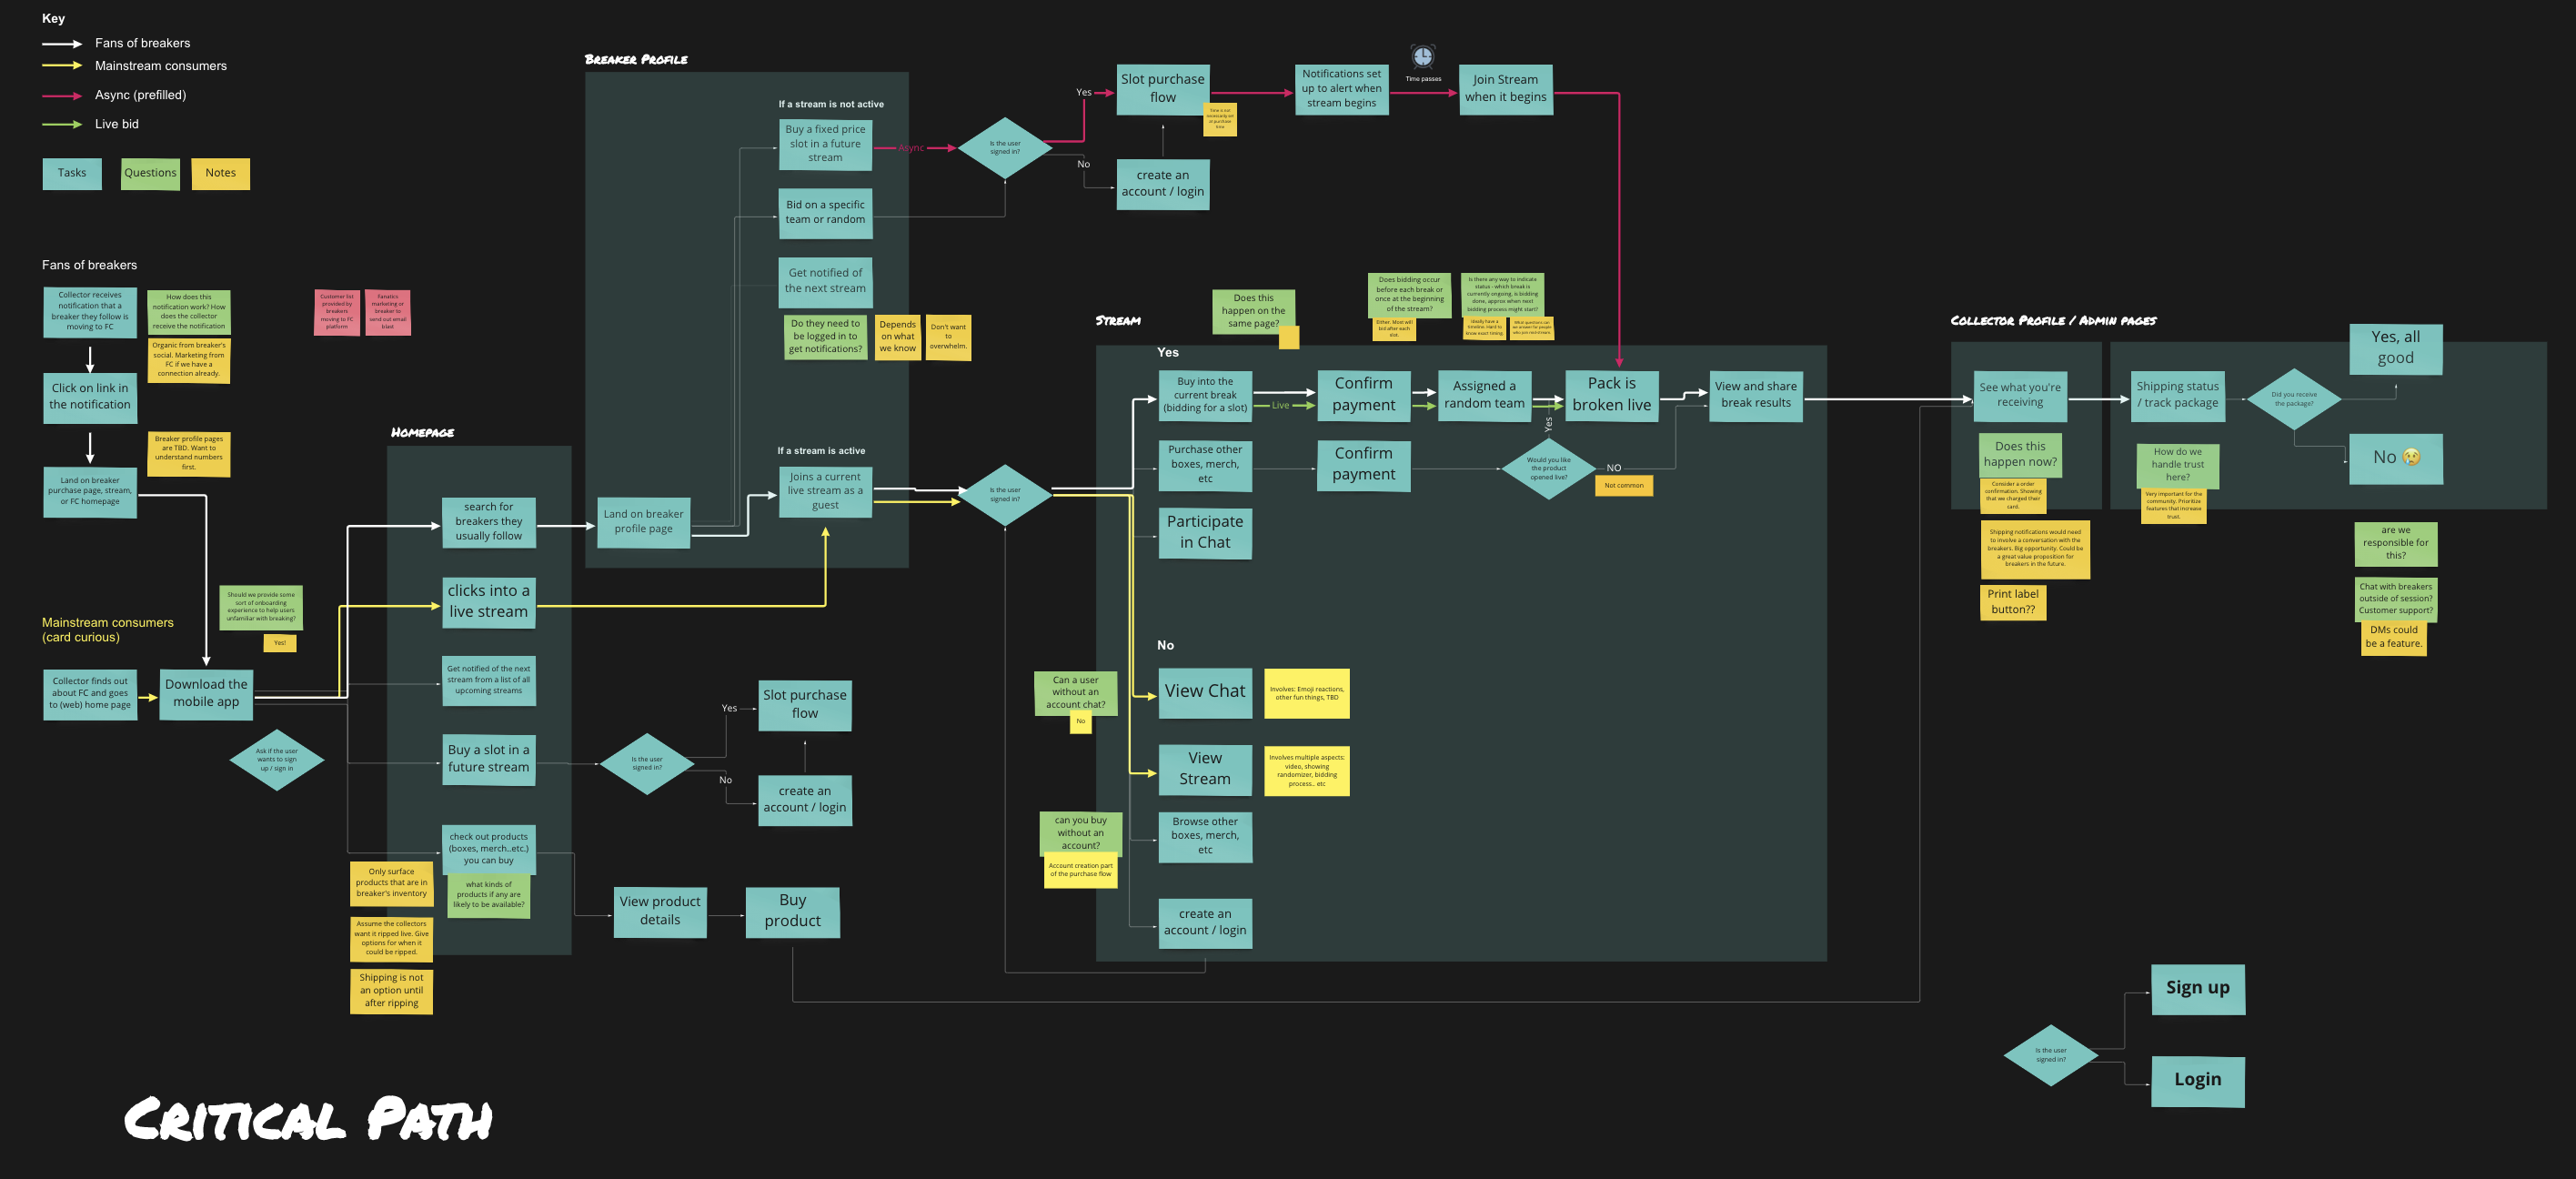 Key
Fans of breakers
Mainstream consumers
Async (prefilled)
Live bid
Tasks
Questions
Notes
Fans of breakers
Collector receives
notification that a
breaker they follow is
moving to FC
How does this
notification work? How
does the collector
receive the notification
Organic from breaker's
social. Marketing from
FC if we have a
connection already.
Customer list
provided by
breakers
moving to FC
platform
Fanatics
marketing or
breaker to
send out email
blast
Click on link in
the notification
Breaker profile pages
are TBD. Want to
understand numbers
first.
Land on breaker
purchase page, stream,
or FC homepage
Should we provide some
sort of onboarding
experience to help users
unfamiliar with breaking?
Yes!
Mainstream consumers
(card curious)
Collector finds out
about FC and goes
to (web) home page
Download the
mobile app
Ask if the user
wants to sign
up / sign in
Homepage
search for
breakers they
usually follow
clicks into a
live stream
Get notified of the next
stream from a list of all
upcoming streams
Buy a slot in a
future stream
check out products
(boxes, merch..etc.)
you can buy
what kinds of
products if any are
likely to be available?
Only surface
products that are in
breaker's inventory
Assume the collectors
want it ripped live. Give
options for when it
could be ripped.
Shipping is not
an option until
after ripping
Is the user
signed in?
Yes
No
Slot purchase
flow
create an
account / login
View product
details
Buy
product
Breaker Profile
If a stream is not active
Buy a fixed price
slot in a future
stream
Async
Bid on a specific
team or random
Get notified of
the next stream
Do they need to
be logged in to
get notifications?
Depends
on what
we know
Don't want
to
overwhelm.
If a stream is active
Joins a current
live stream as a
guest
Land on breaker
profile page
Is the user
signed in?
Yes
No
Slot purchase
flow
Time is not
necessarily set
at purchase
time
create an
account / login
Notifications set
up to alert when
stream begins
Time passes
Join Stream
when it begins
Is the user
signed in?
Stream
Does this
happen on the
same page?
Does bidding occur
before each break or
once at the beginning
of the stream?
Either. Most will
bid after each
slot.
Is there any way to indicate
status - which break is
currently ongoing, is bidding
done, approx when next
bidding process might start?
Ideally have a
timeline. Hard to
know exact timing.
What questions can
we answer for people
who join mid-stream.
Yes
Buy into the
current break
(bidding for a slot)
Live
Confirm
payment
Assigned a
random team
Pack is
broken live
View and share
break results
Purchase other
boxes, merch,
etc
Confirm
payment
Would you like
the product
opened live?
Yes
NO
Not common
Participate
in Chat
No
Can a user
without an
account chat?
No
View Chat
Involves: Emoji reactions,
other fun things, TBD
View
Stream
Involves multiple aspects:
video, showing
randomizer, bidding
process.. etc
can you buy
without an
account?
Account creation part
of the purchase flow
Browse other
boxes, merch,
etc
create an
account / login
Collector Profile / Admin pages
See what you're
receiving
Does this
happen now?
Consider a order
confirmation. Showing
that we charged their
card.
Shipping notifications would need
to involve a conversation with the
breakers. Big opportunity. Could be
a great value proposition for
breakers in the future.
Print label
button??
Shipping status
/ track package
How do we
handle trust
here?
Very important for the
community. Prioritize
features that increase
trust.
Did you receive
the package?
Yes, all
good
No 😢
are we
responsible for
this?
Chat with breakers
outside of session?
Customer support?
DMs could
be a feature.
Is the user
signed in?
Sign up
Login
Critical Path